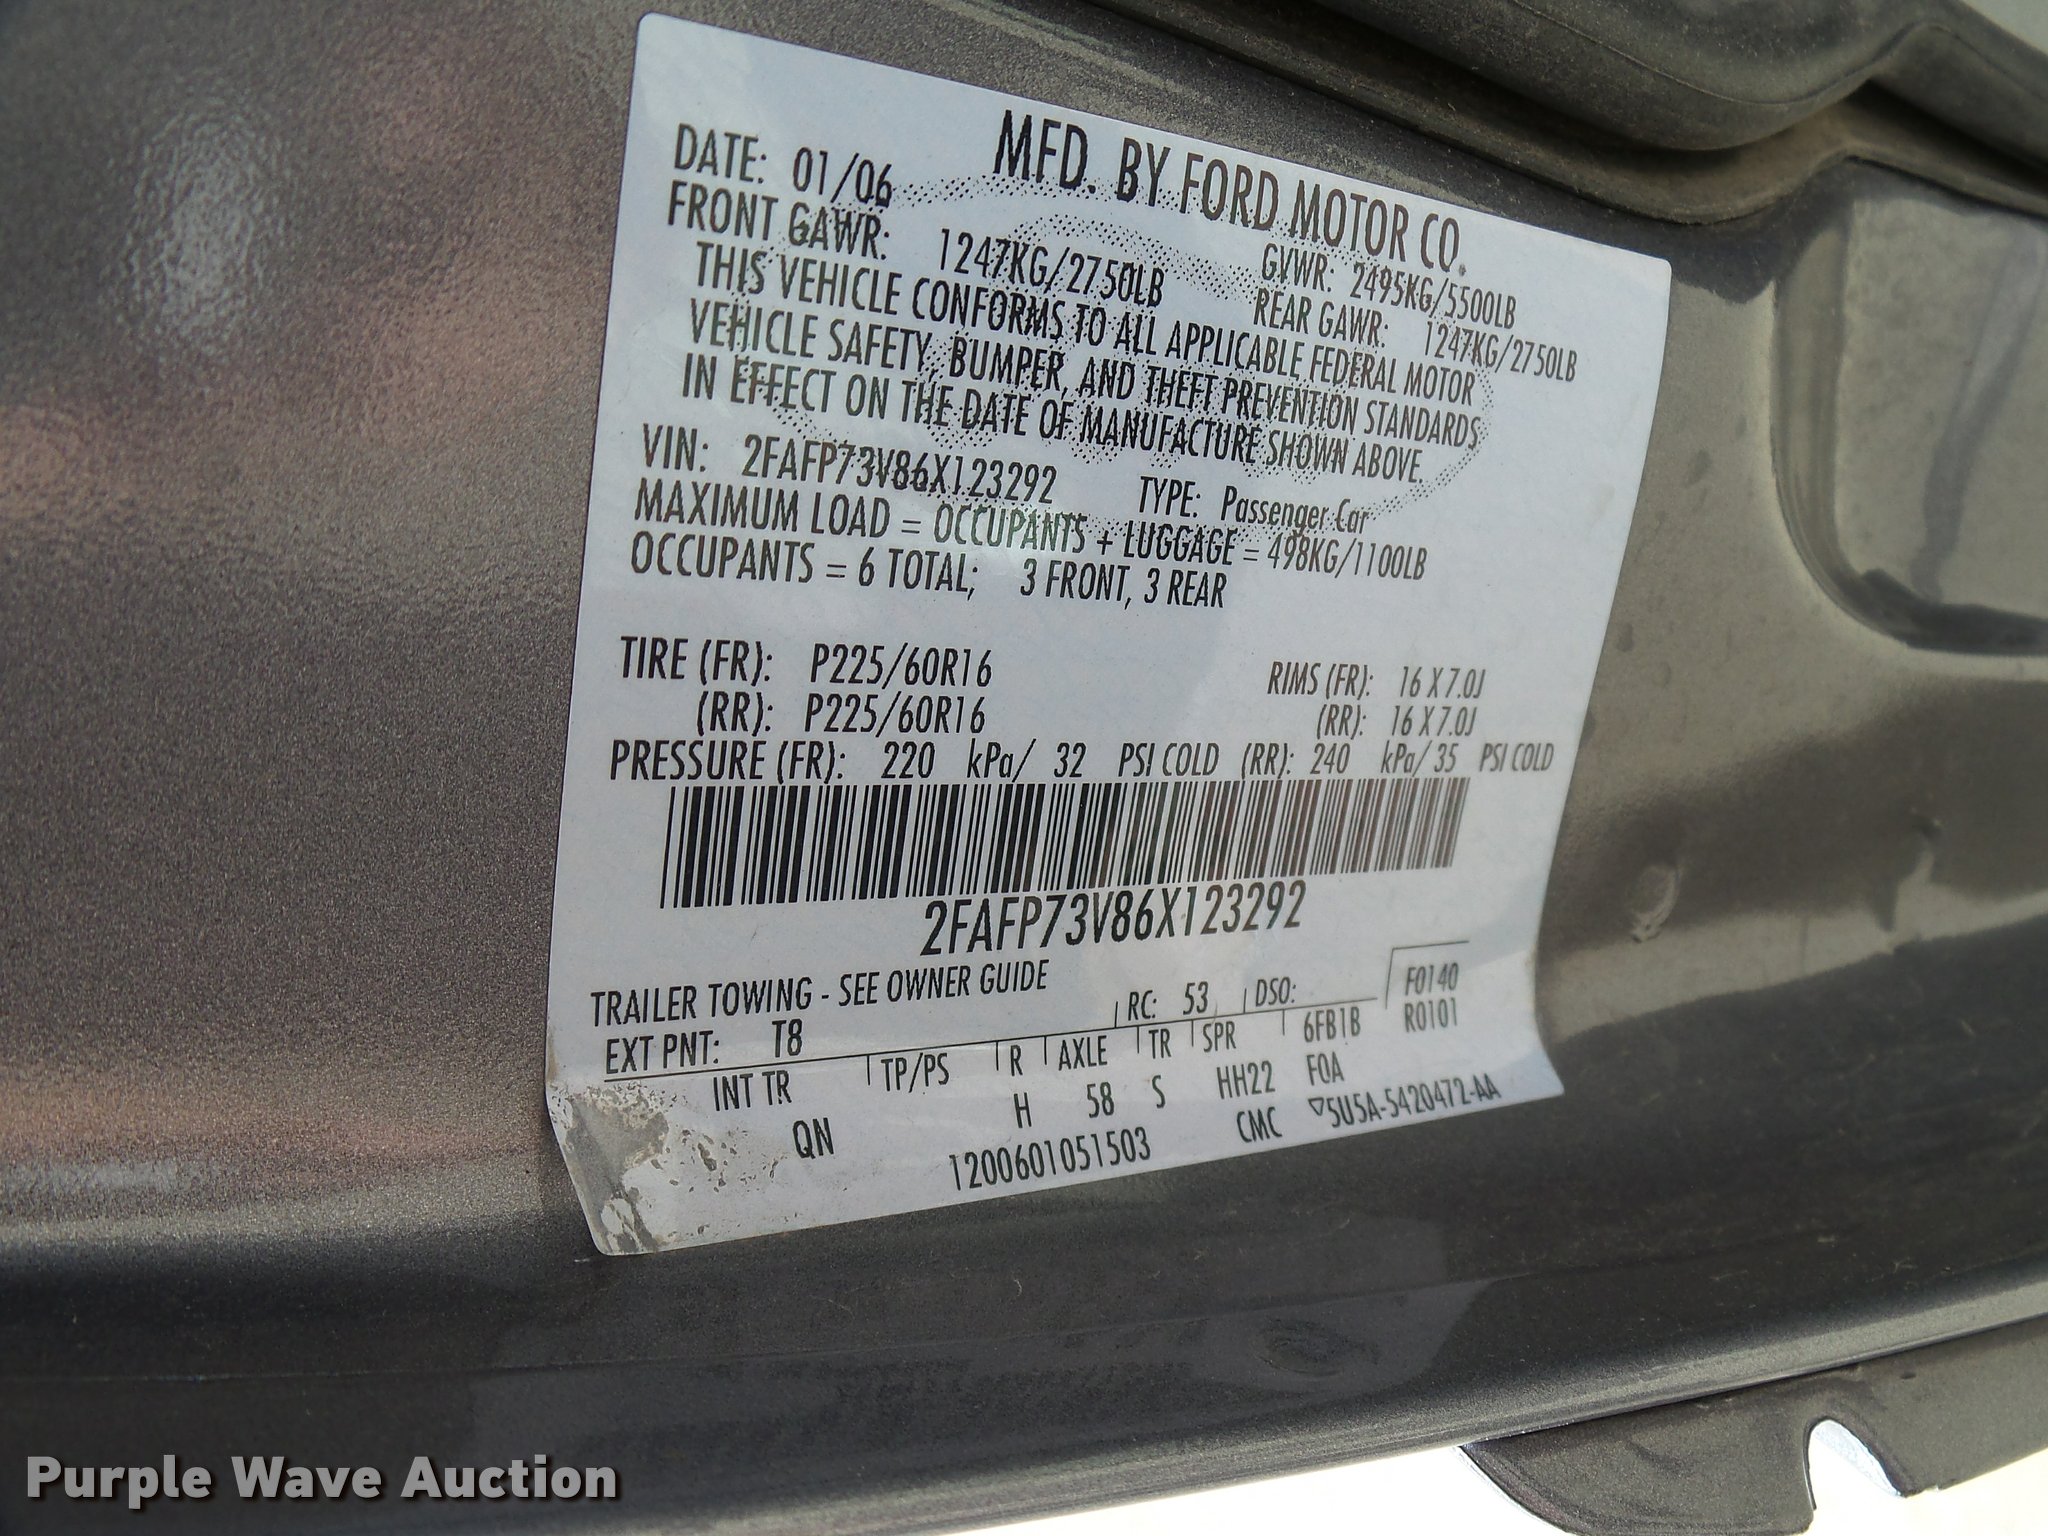 MFD. BY FORD MOTOR CO.
DATE: 01/06 GVWR: 2495KG/5500LB
FRONT GAWR: 1247KG/2750LB REAR GAWR: 1247KG/2750LB
THIS VEHICLE CONFORMS TO ALL APPLICABLE FEDERAL MOTOR
VEHICLE SAFETY, BUMPER, AND THEFT PREVENTION STANDARDS
IN EFFECT ON THE DATE OF MANUFACTURE SHOWN ABOVE.
VIN: 2FAFP73V86X123292 TYPE: Passenger Car
MAXIMUM LOAD = OCCUPANTS + LUGGAGE = 498KG/1100LB
OCCUPANTS = 6 TOTAL; 3 FRONT, 3 REAR
TIRE (FR): P225/60R16 RIMS (FR): 16 X 7.0J
(RR): P225/60R16 (RR): 16 X 7.0J
PRESSURE (FR): 220 kPa/ 32 PSI COLD (RR): 240 kPa/ 35 PSI COLD
2FAFP73V86X123292
TRAILER TOWING - SEE OWNER GUIDE
EXT PNT: T8 RC: 53 DSO: F0140
INT TR TP/PS R AXLE TR SPR 6FB1B R0101
QN H 58 S HH22 FOA
1200601051503 CMC ▽5U5A-5420472-AA
Purple Wave Auction